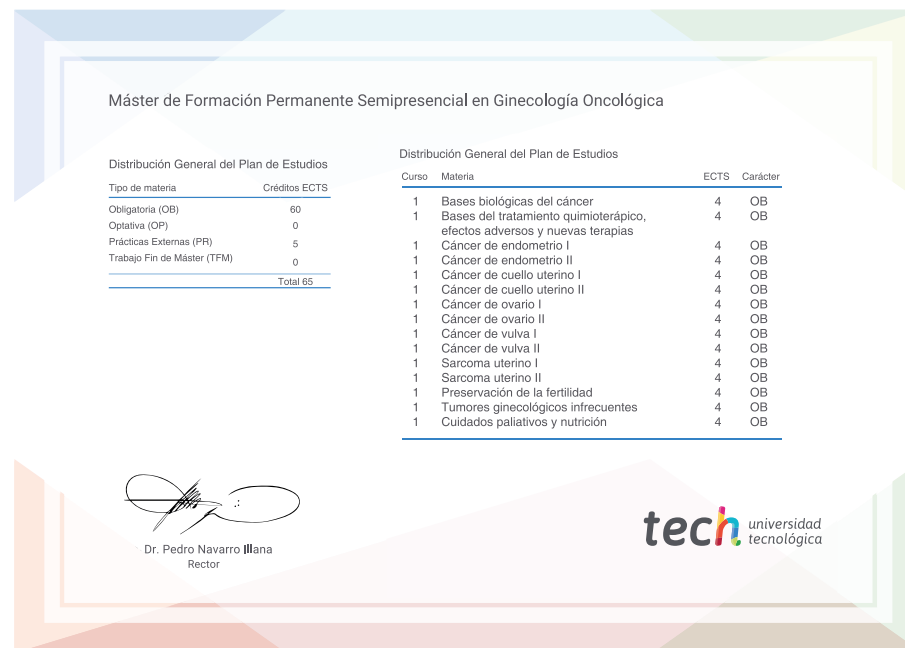 Máster de Formación Permanente Semipresencial en Ginecología Oncológica
Distribución General del Plan de Estudios
Tipo de materia Créditos ECTS
Obligatoria (OB) 60
Optativa (OP) 0
Prácticas Externas (PR) 5
Trabajo Fin de Máster (TFM) 0
Total 65
Distribución General del Plan de Estudios
Curso Materia ECTS Carácter
1 Bases biológicas del cáncer 4 OB
1 Bases del tratamiento quimioterápico, 4 OB
efectos adversos y nuevas terapias
1 Cáncer de endometrio I 4 OB
1 Cáncer de endometrio II 4 OB
1 Cáncer de cuello uterino I 4 OB
1 Cáncer de cuello uterino II 4 OB
1 Cáncer de ovario I 4 OB
1 Cáncer de ovario II 4 OB
1 Cáncer de vulva I 4 OB
1 Cáncer de vulva II 4 OB
1 Sarcoma uterino I 4 OB
1 Sarcoma uterino II 4 OB
1 Preservación de la fertilidad 4 OB
1 Tumores ginecológicos infrecuentes 4 OB
1 Cuidados paliativos y nutrición 4 OB
Dr. Pedro Navarro Illana
Rector
tech universidad
tecnológica